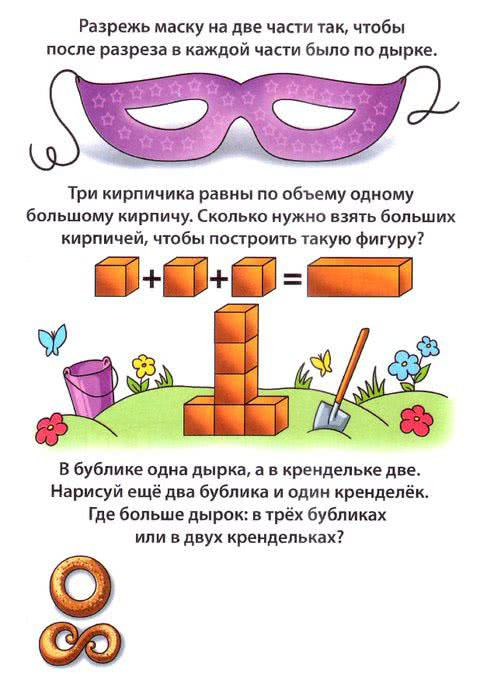 Разрежь маску на две части так, чтобы
после разреза в каждой части было по дырке.
Три кирпичика равны по объему одному
большому кирпичу. Сколько нужно взять больших
кирпичей, чтобы построить такую фигуру?
+ + =
В бублике одна дырка, а в крендельке две.
Нарисуй ещё два бублика и один кренделёк.
Где больше дырок: в трёх бубликах
или в двух крендельках?